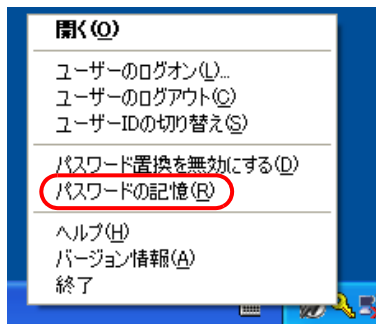 開く(O)
ユーザーのログオン(L)...
ユーザーのログアウト(C)
ユーザーIDの切り替え(S)
パスワード置換を無効にする(D)
パスワードの記憶(R)
ヘルプ(H)
バージョン情報(A)
終了